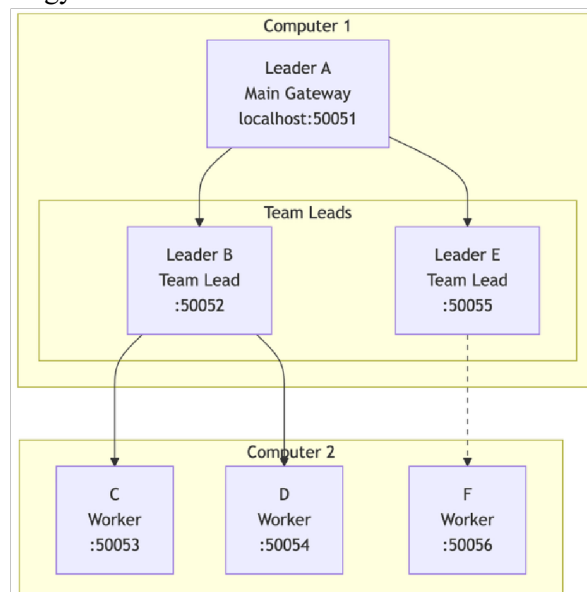 gy
Computer 1
Leader A
Main Gateway
localhost:50051
Team Leads
Leader B
Team Lead
:50052
Leader E
Team Lead
:50055
Computer 2
C
Worker
:50053
D
Worker
:50054
F
Worker
:50056